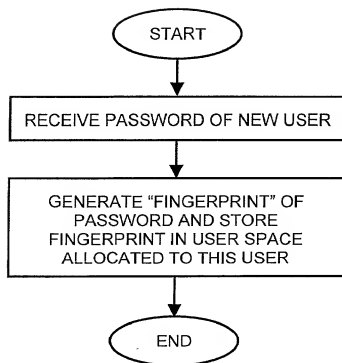 START
RECEIVE PASSWORD OF NEW USER
GENERATE “FINGERPRINT” OF
PASSWORD AND STORE
FINGERPRINT IN USER SPACE
ALLOCATED TO THIS USER
END